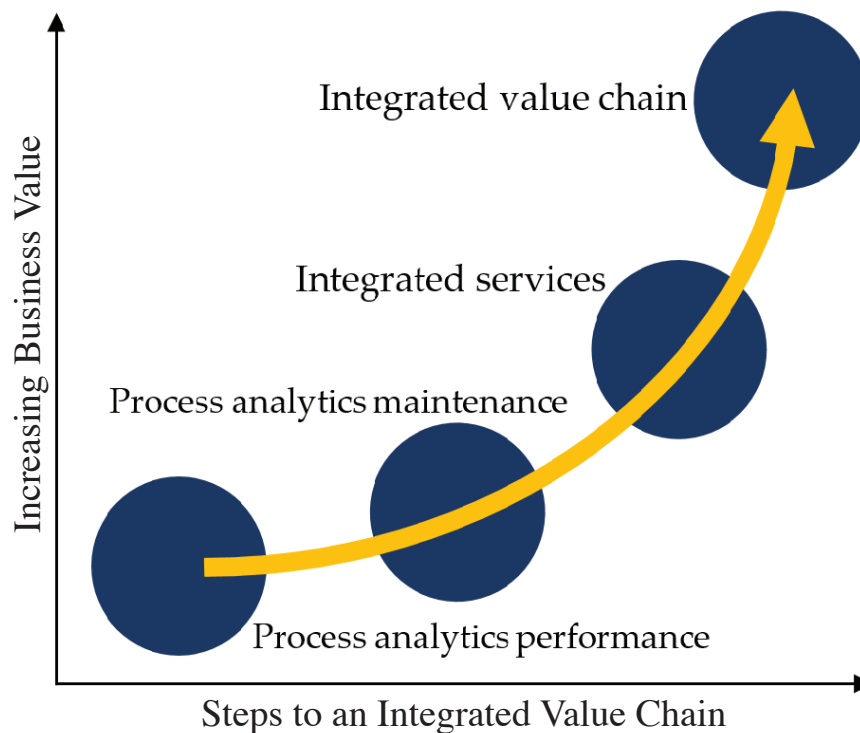 Integrated value chain
Integrated services
Process analytics maintenance
Process analytics performance
Increasing Business Value
Steps to an Integrated Value Chain